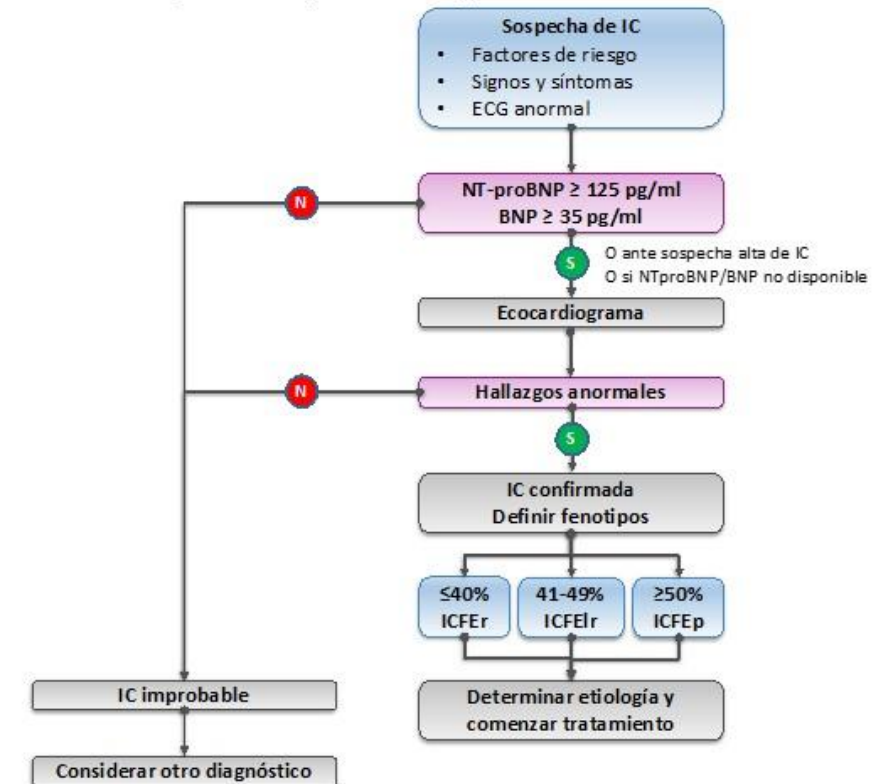 Sospecha de IC
• Factores de riesgo
• Signos y síntomas
• ECG anormal
NT-proBNP ≥ 125 pg/ml
BNP ≥ 35 pg/ml
N
S
O ante sospecha alta de IC
O si NTproBNP/BNP no disponible
Ecocardiograma
N
Hallazgos anormales
S
IC confirmada
Definir fenotipos
≤40%
ICFEr
41-49%
ICFElr
≥50%
ICFEp
IC improbable
Determinar etiología y
comenzar tratamiento
Considerar otro diagnóstico